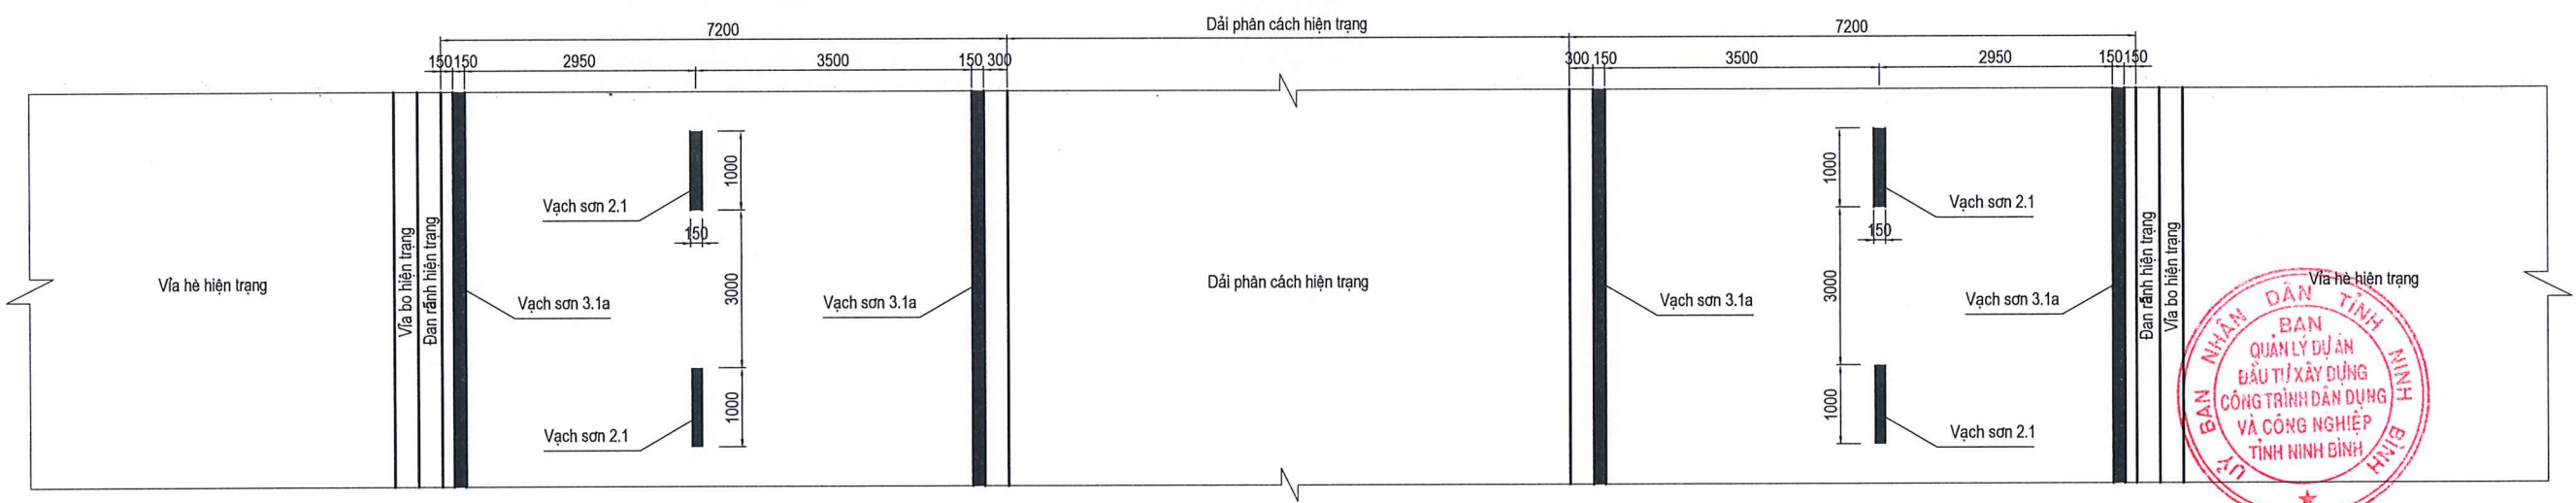 7200
Dải phân cách hiện trạng
7200
150 150
2950
3500
150 300
300 150
3500
2950
150 150
Vỉa hè hiện trạng
Vỉa bo hiện trạng
Đan rãnh hiện trạng
Vạch sơn 3.1a
Vạch sơn 2.1
1000
150
3000
Vạch sơn 2.1
1000
Vạch sơn 3.1a
Dải phân cách hiện trạng
Vạch sơn 3.1a
1000
Vạch sơn 2.1
150
3000
1000
Vạch sơn 2.1
Vạch sơn 3.1a
Đan rãnh hiện trạng
Vỉa bo hiện trạng
Vỉa hè hiện trạng
UỶ BAN NHÂN DÂN TỈNH NINH BÌNH
BAN
QUẢN LÝ DỰ ÁN
ĐẦU TƯ XÂY DỰNG
CÔNG TRÌNH DÂN DỤNG
VÀ CÔNG NGHIỆP
TỈNH NINH BÌNH